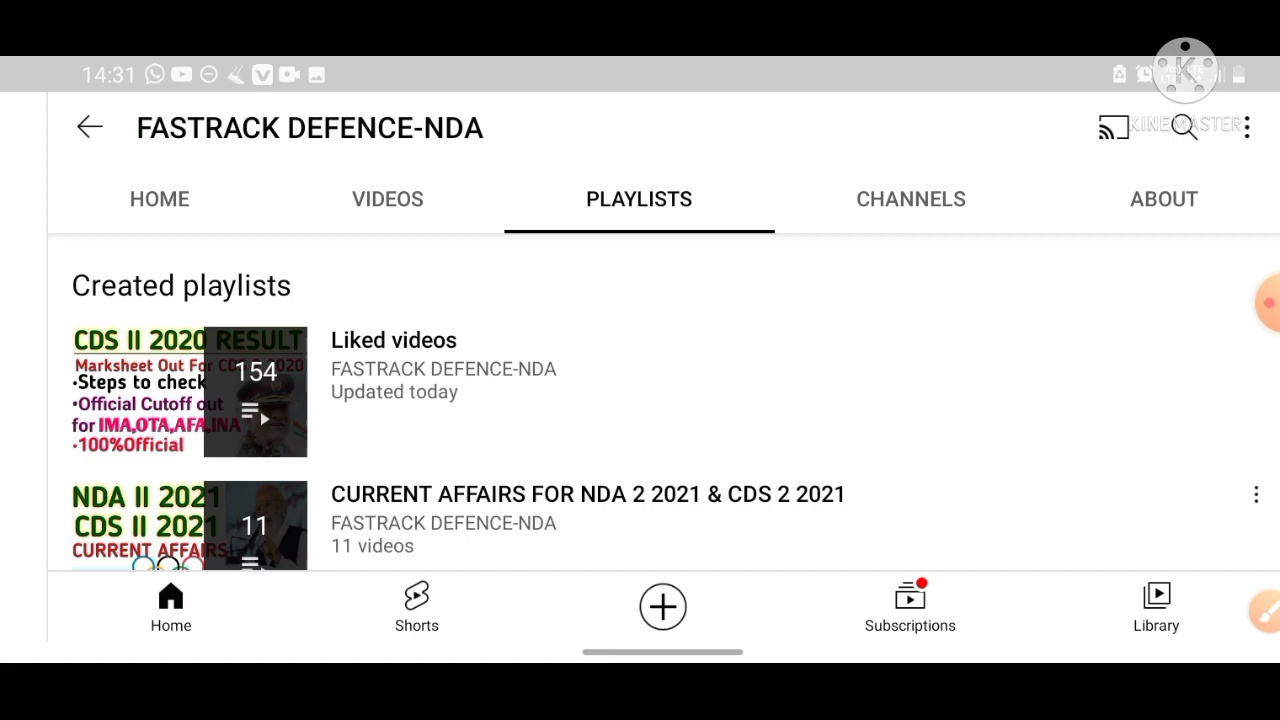 14:31
KINEMASTER
FASTRACK DEFENCE-NDA
HOME VIDEOS PLAYLISTS CHANNELS ABOUT
Created playlists
CDS II 2020 RESULT
Marksheet Out For CDS 2 2020
•Steps to check
•Official Cutoff out
for IMA,OTA,AFA,INA
•100%Official
154
Liked videos
FASTRACK DEFENCE-NDA
Updated today
NDA II 2021
CDS II 2021
CURRENT AFFAIRS
11
CURRENT AFFAIRS FOR NDA 2 2021 & CDS 2 2021
FASTRACK DEFENCE-NDA
11 videos
Home Shorts Subscriptions Library